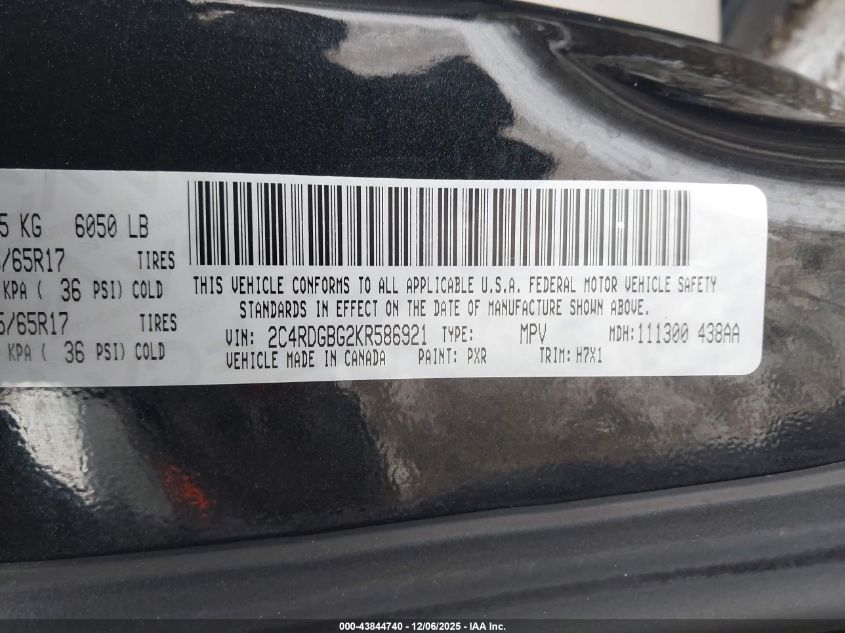 5 KG 6050 LB
/65R17 TIRES
KPA ( 36 PSI) COLD
5/65R17 TIRES
KPA ( 36 PSI) COLD
THIS VEHICLE CONFORMS TO ALL APPLICABLE U.S.A. FEDERAL MOTOR VEHICLE SAFETY
STANDARDS IN EFFECT ON THE DATE OF MANUFACTURE SHOWN ABOVE.
VIN: 2C4RDGBG2KR586921 TYPE: MPV MDH:111300 438AA
VEHICLE MADE IN CANADA PAINT: PXR TRIM: H7X1
000-43844740 - 12/06/2025 - IAA Inc.